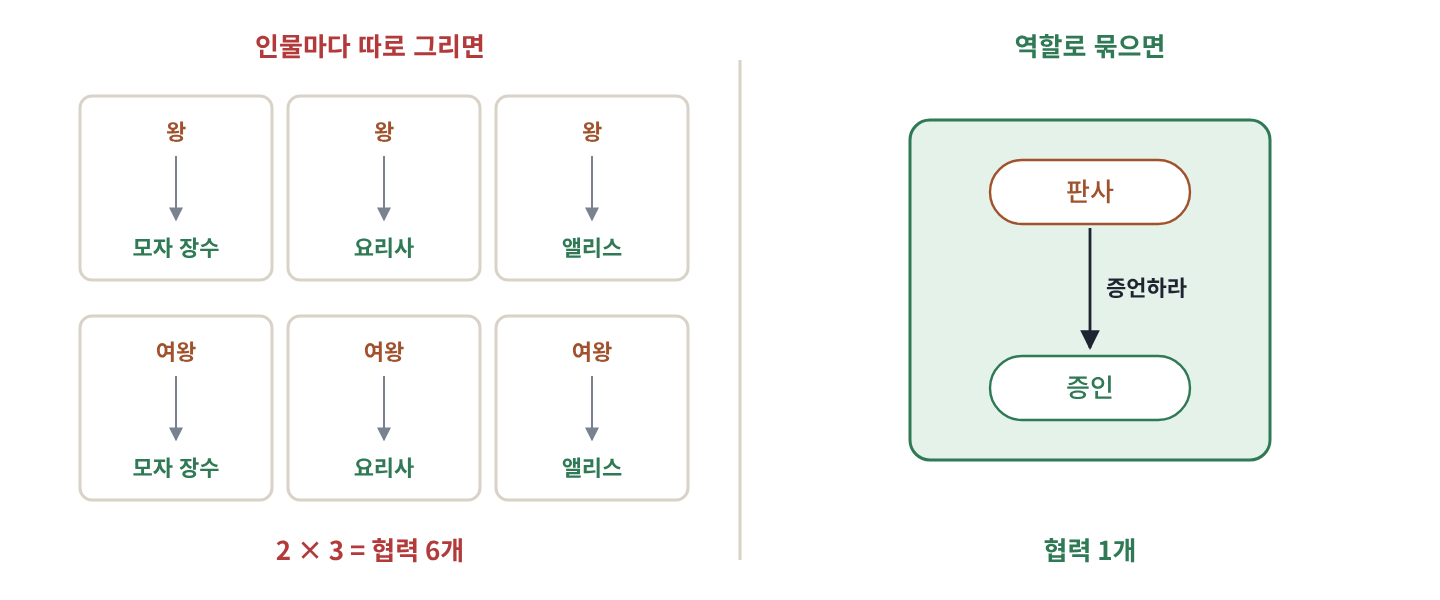 인물마다 따로 그리면
왕
모자 장수
왕
요리사
왕
앨리스
여왕
모자 장수
여왕
요리사
여왕
앨리스
2 × 3 = 협력 6개
역할로 묶으면
판사
증언하라
증인
협력 1개